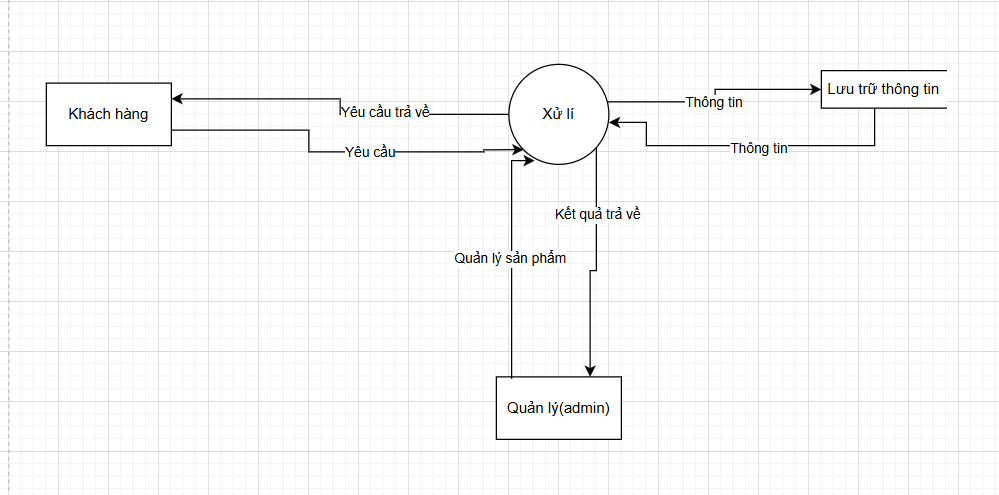 Khách hàng
Yêu cầu trả về
Yêu cầu
Xử lí
Thông tin
Lưu trữ thông tin
Thông tin
Kết quả trả về
Quản lý sản phẩm
Quản lý(admin)